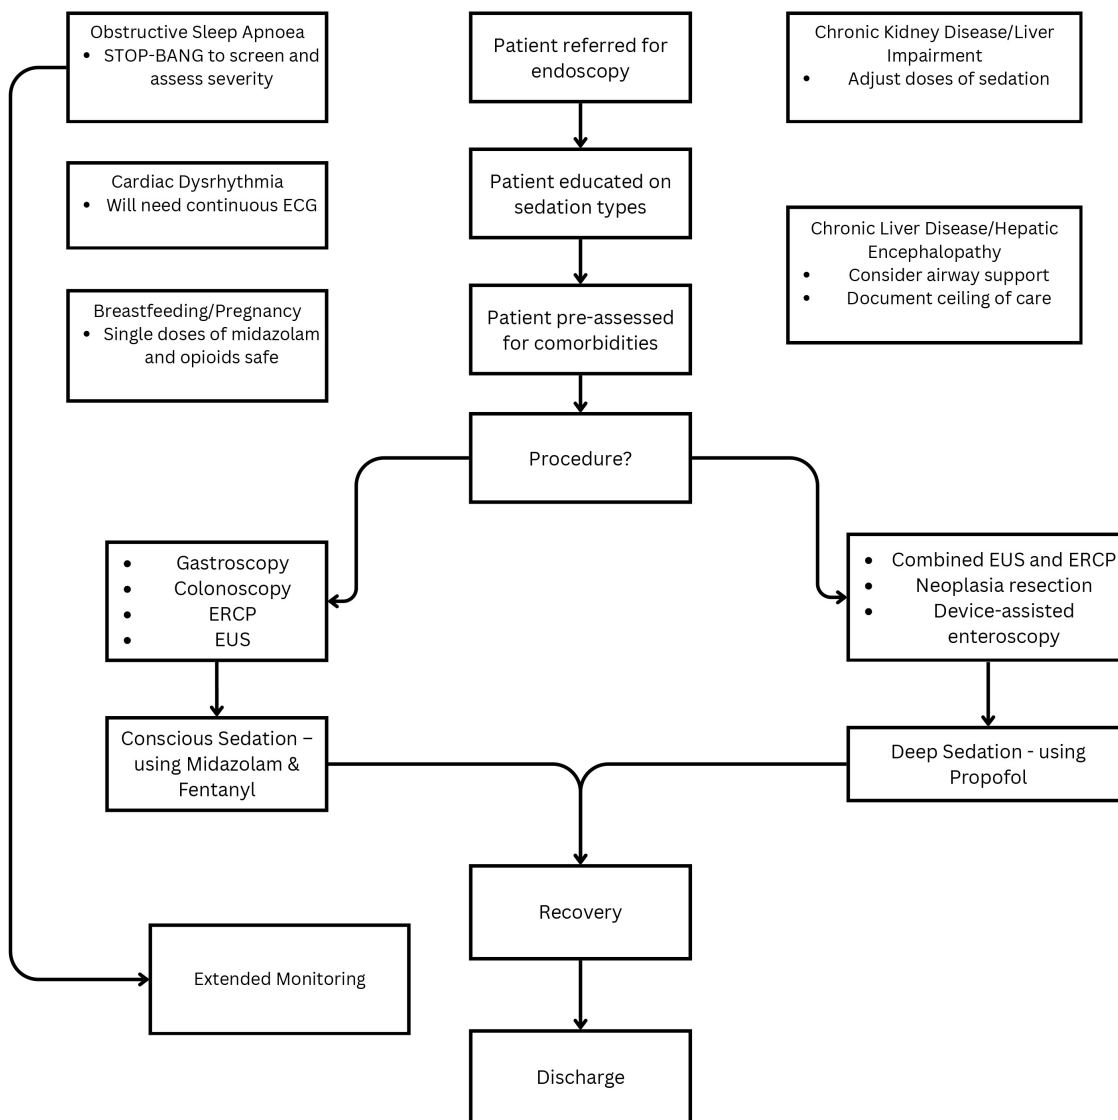 Obstructive Sleep Apnoea
• STOP-BANG to screen and
assess severity
Patient referred for
endoscopy
Chronic Kidney Disease/Liver
Impairment
• Adjust doses of sedation
Cardiac Dysrhythmia
• Will need continuous ECG
Patient educated on
sedation types
Chronic Liver Disease/Hepatic
Encephalopathy
• Consider airway support
• Document ceiling of care
Breastfeeding/Pregnancy
• Single doses of midazolam
and opioids safe
Patient pre-assessed
for comorbidities
Procedure?
• Gastroscopy
• Colonoscopy
• ERCP
• EUS
• Combined EUS and ERCP
• Neoplasia resection
• Device-assisted
enteroscopy
Conscious Sedation –
using Midazolam &
Fentanyl
Deep Sedation - using
Propofol
Recovery
Extended Monitoring
Discharge